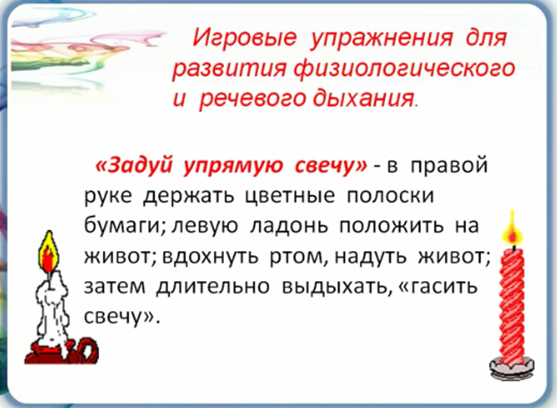 Игровые упражнения для
развития физиологического
и речевого дыхания.
«Задуй упрямую свечу» - в правой
руке держать цветные полоски
бумаги; левую ладонь положить на
живот; вдохнуть ртом, надуть живот;
затем длительно выдыхать, «гасить
свечу».